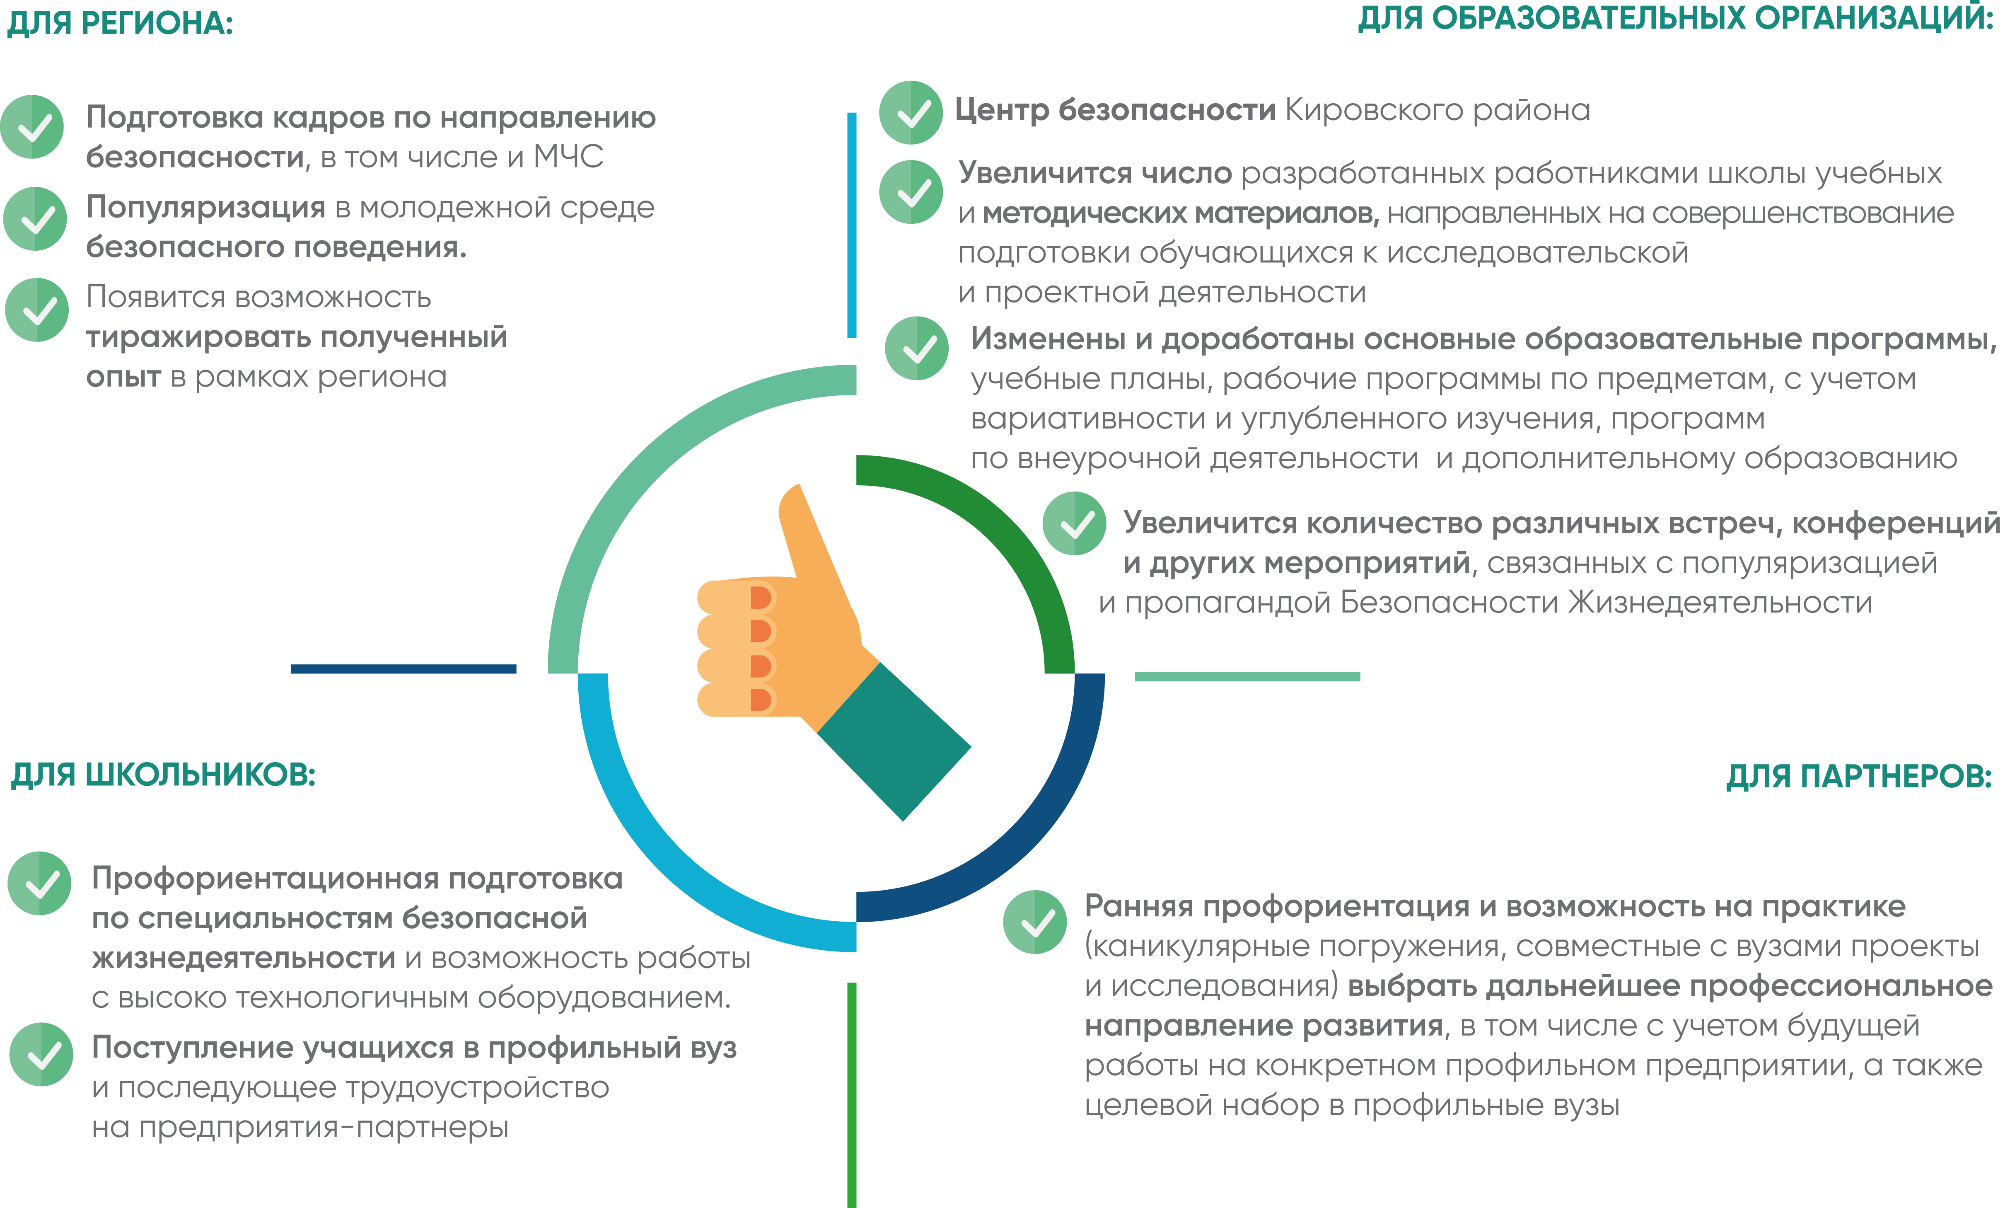 ДЛЯ РЕГИОНА:
Подготовка кадров по направлению
безопасности, в том числе и МЧС
Популяризация в молодежной среде
безопасного поведения.
Появится возможность
тиражировать полученный
опыт в рамках региона
ДЛЯ ОБРАЗОВАТЕЛЬНЫХ ОРГАНИЗАЦИЙ:
Центр безопасности Кировского района
Увеличится число разработанных работниками школы учебных
и методических материалов, направленных на совершенствование
подготовки обучающихся к исследовательской
и проектной деятельности
Изменены и доработаны основные образовательные программы,
учебные планы, рабочие программы по предметам, с учетом
вариативности и углубленного изучения, программ
по внеурочной деятельности и дополнительному образованию
Увеличится количество различных встреч, конференций
и других мероприятий, связанных с популяризацией
и пропагандой Безопасности Жизнедеятельности
ДЛЯ ШКОЛЬНИКОВ:
Профориентационная подготовка
по специальностям безопасной
жизнедеятельности и возможность работы
с высоко технологичным оборудованием.
Поступление учащихся в профильный вуз
и последующее трудоустройство
на предприятия-партнеры
ДЛЯ ПАРТНЕРОВ:
Ранняя профориентация и возможность на практике
(каникулярные погружения, совместные с вузами проекты
и исследования) выбрать дальнейшее профессиональное
направление развития, в том числе с учетом будущей
работы на конкретном профильном предприятии, а также
целевой набор в профильные вузы